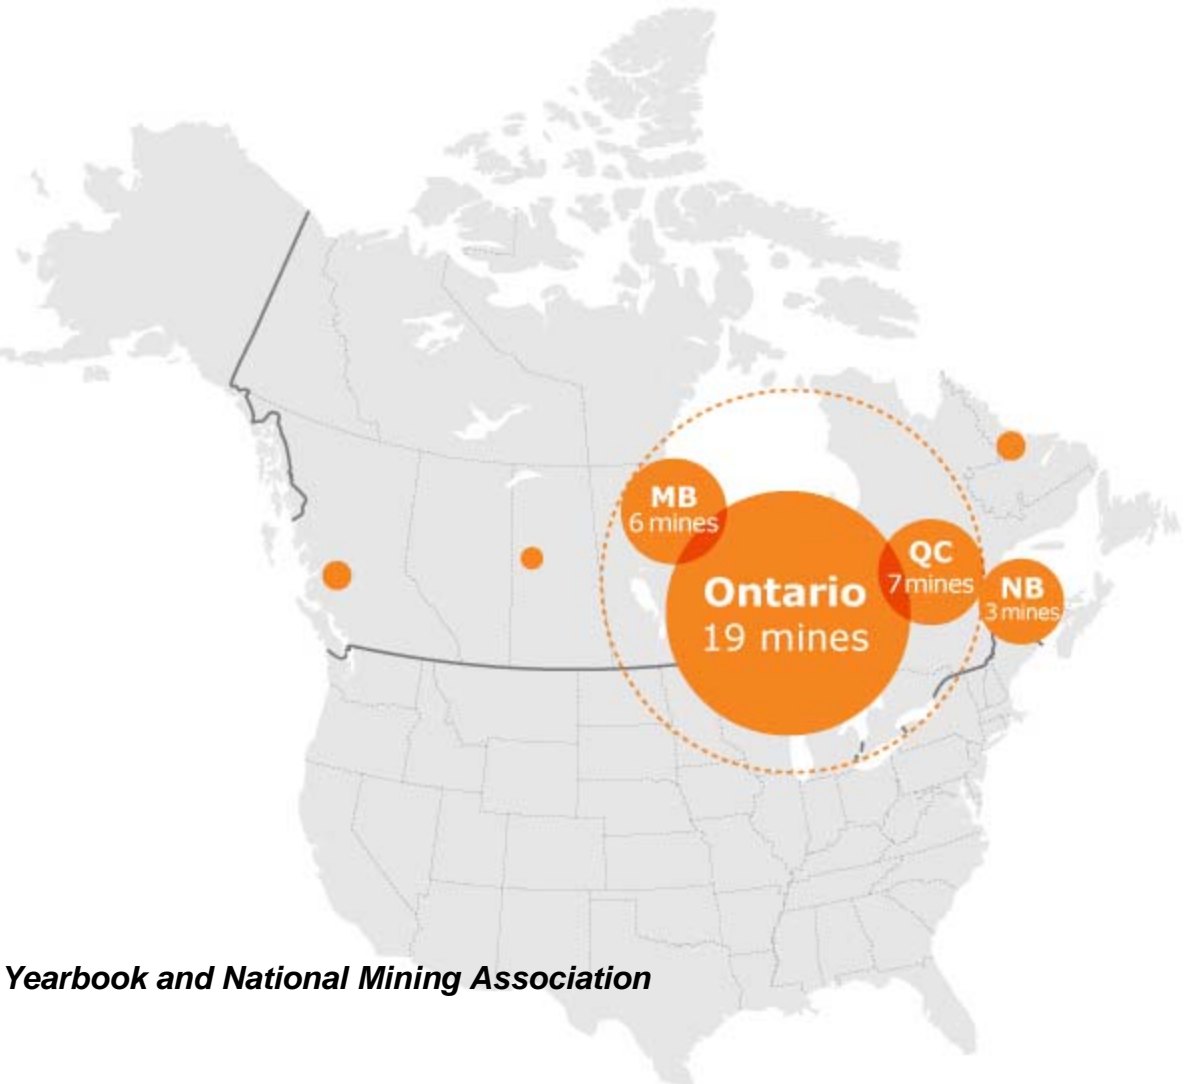 MB
6 mines
QC
7 mines
Ontario
19 mines
NB
3 mines
Yearbook and National Mining Association